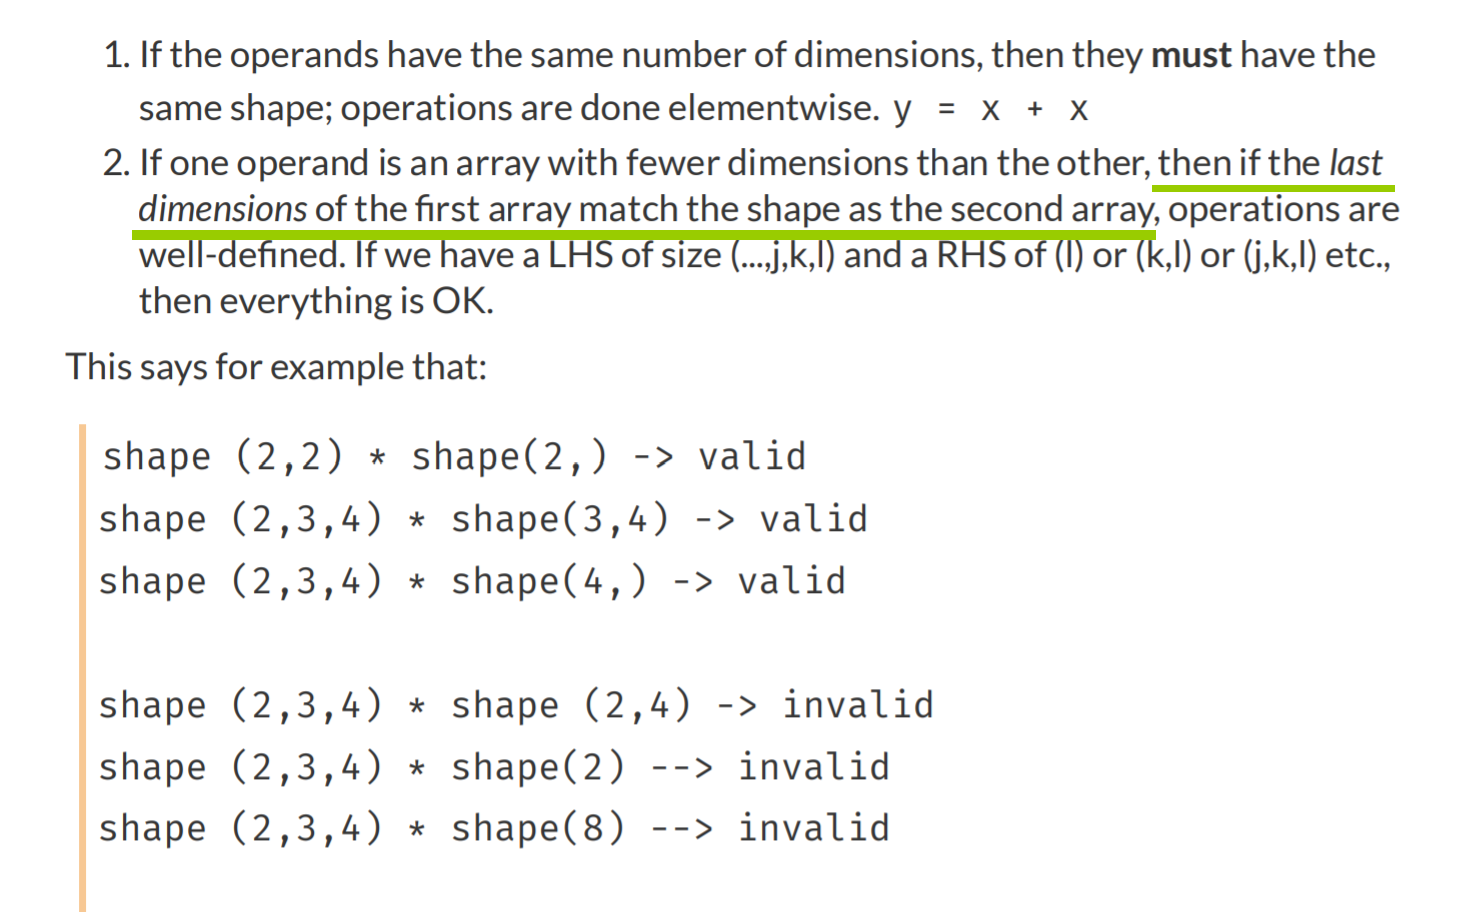 1. If the operands have the same number of dimensions, then they must have the
same shape; operations are done elementwise. y = x + x
2. If one operand is an array with fewer dimensions than the other, then if the last
dimensions of the first array match the shape as the second array, operations are
well-defined. If we have a LHS of size (...,j,k,l) and a RHS of (l) or (k,l) or (j,k,l) etc.,
then everything is OK.
This says for example that:
shape (2,2) * shape(2,) -> valid
shape (2,3,4) * shape(3,4) -> valid
shape (2,3,4) * shape(4,) -> valid
shape (2,3,4) * shape (2,4) -> invalid
shape (2,3,4) * shape(2) --> invalid
shape (2,3,4) * shape(8) --> invalid